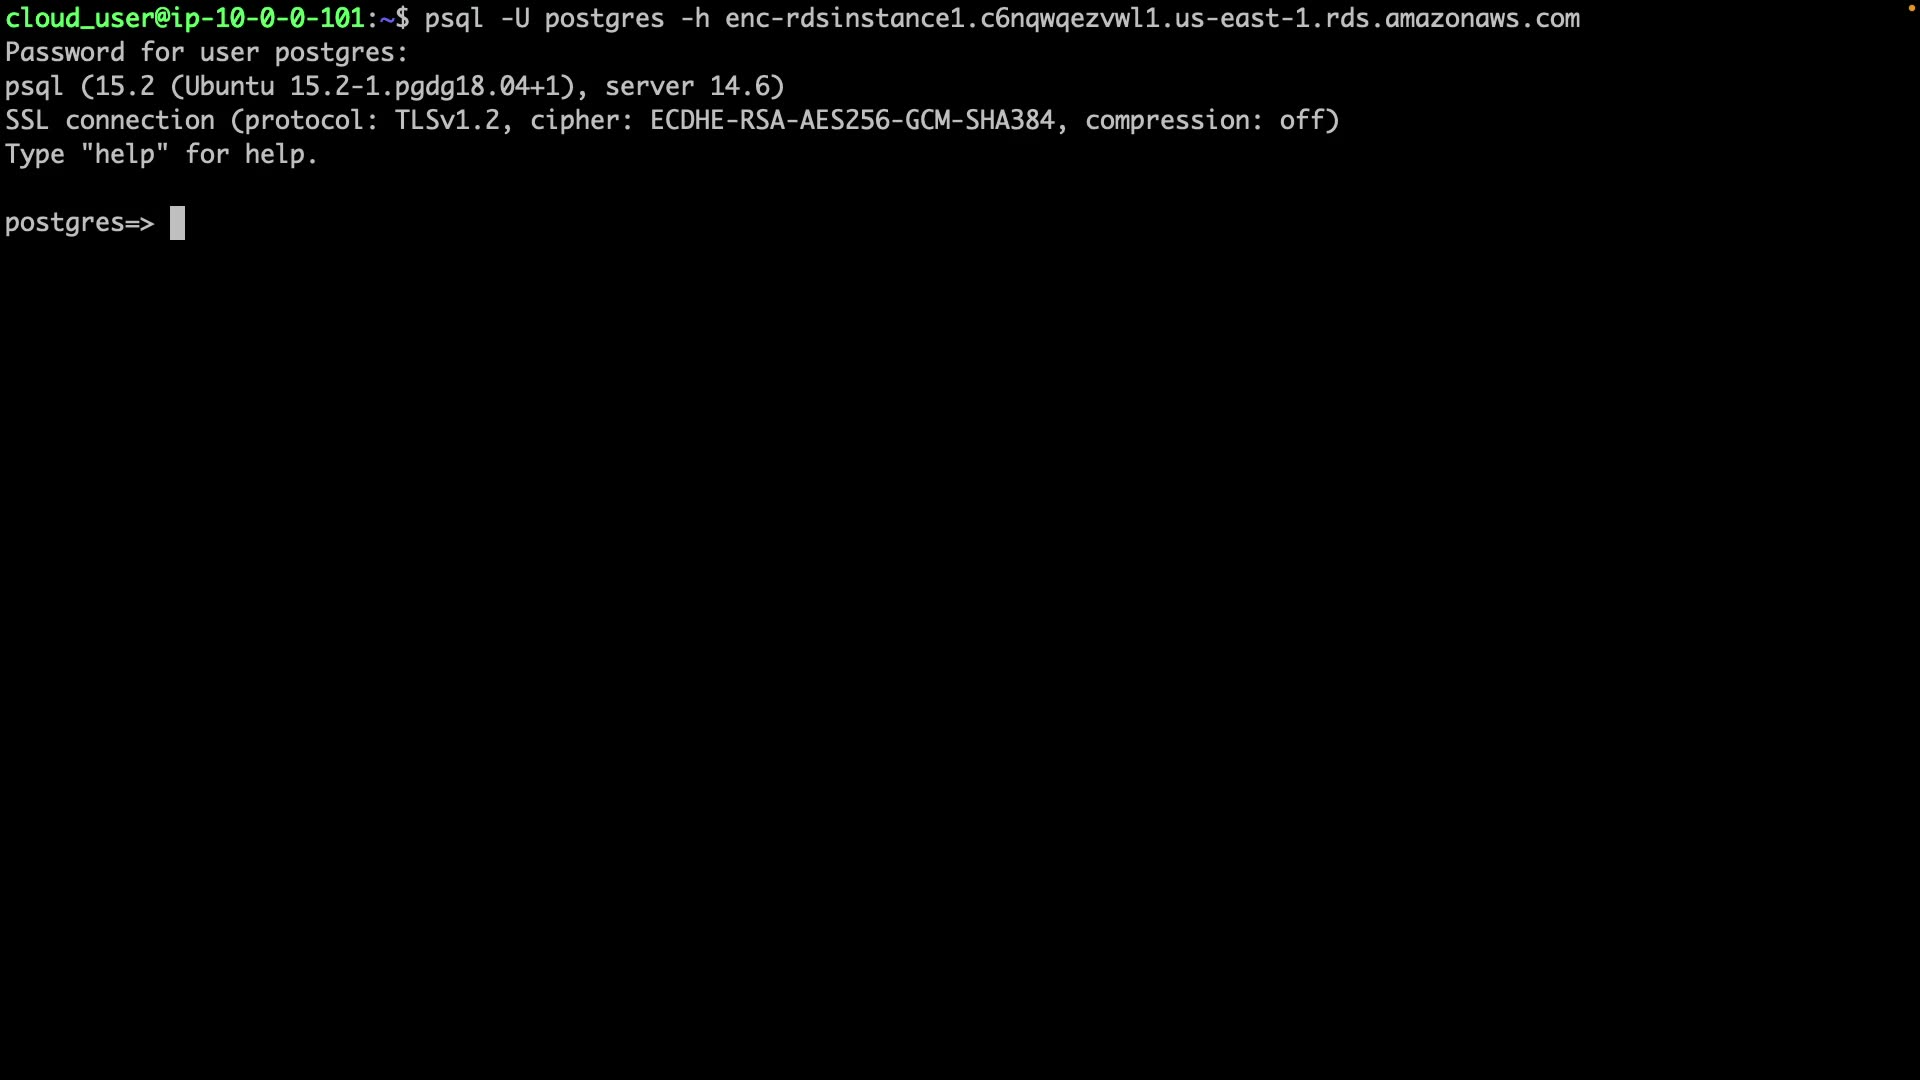 cloud_user@ip-10-0-0-101:~$ psql -U postgres -h enc-rdsinstance1.c6nqwqezvwl1.us-east-1.rds.amazonaws.com
Password for user postgres:
psql (15.2 (Ubuntu 15.2-1.pgdg18.04+1), server 14.6)
SSL connection (protocol: TLSv1.2, cipher: ECDHE-RSA-AES256-GCM-SHA384, compression: off)
Type "help" for help.
postgres=>